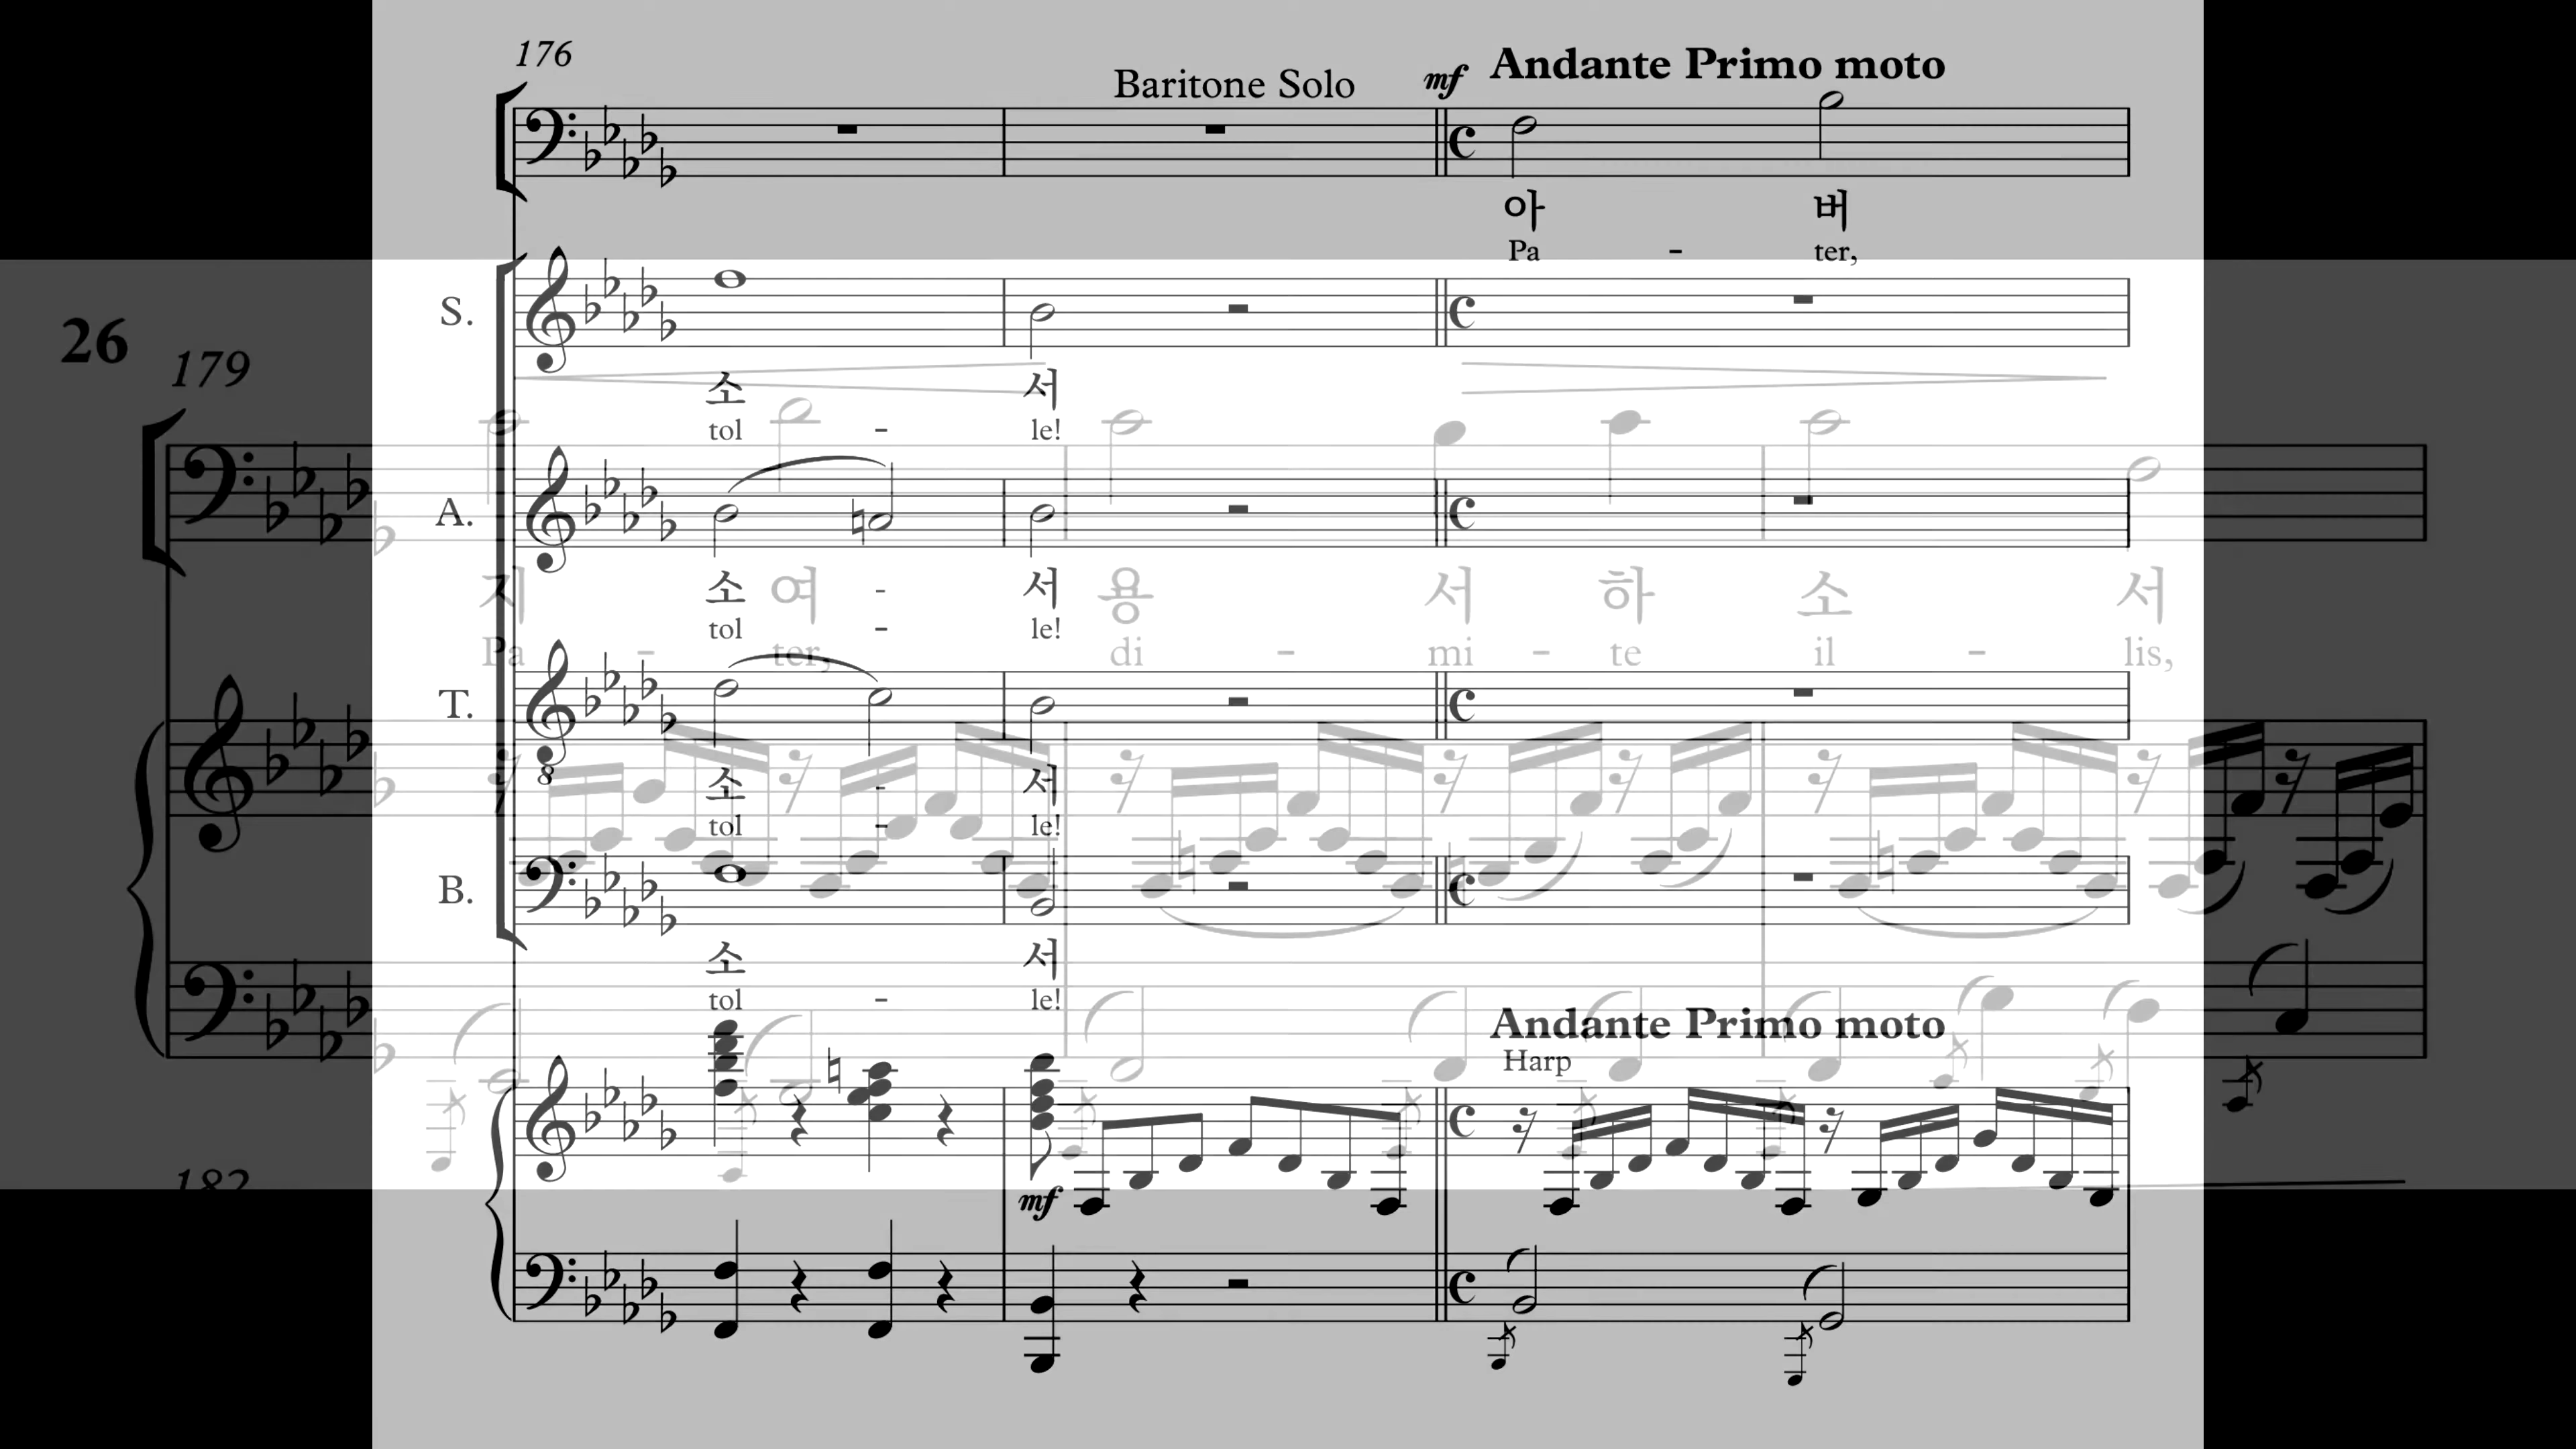 176
Baritone Solo mf Andante Primo moto
아 버
Pa - ter,
S.
소 서
tol - le!
A.
소 - 서
tol - le!
T.
8
소 - 서
tol - le!
B.
소 서
tol - le!
Andante Primo moto
Harp
mf
26
179
지 여 용 서 하 소 서
Pa - ter, di - mi - te il - lis,
182